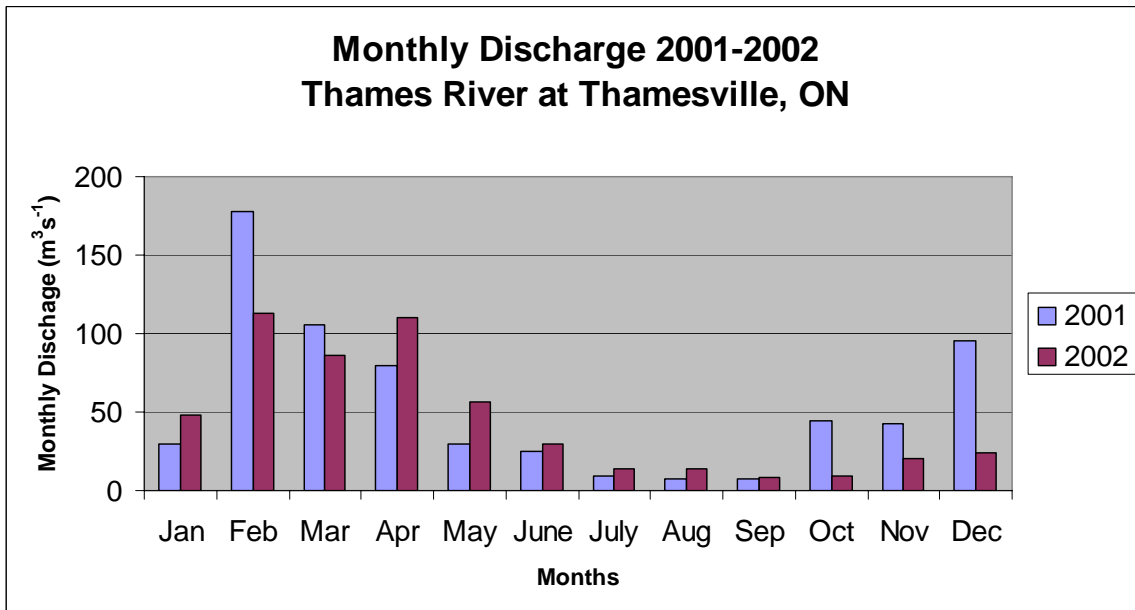 Monthly Discharge 2001-2002
Thames River at Thamesville, ON
Monthly Dischage (m³s⁻¹)
200
150
100
50
0
Jan Feb Mar Apr May June July Aug Sep Oct Nov Dec
Months
2001
2002